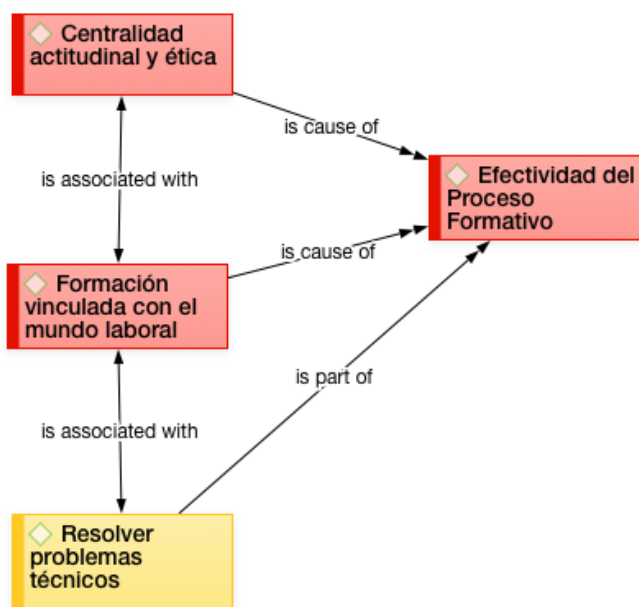 Centralidad
actitudinal y ética
is cause of
is associated with
Efectividad del
Proceso
Formativo
is cause of
Formación
vinculada con el
mundo laboral
is part of
is associated with
Resolver
problemas
técnicos